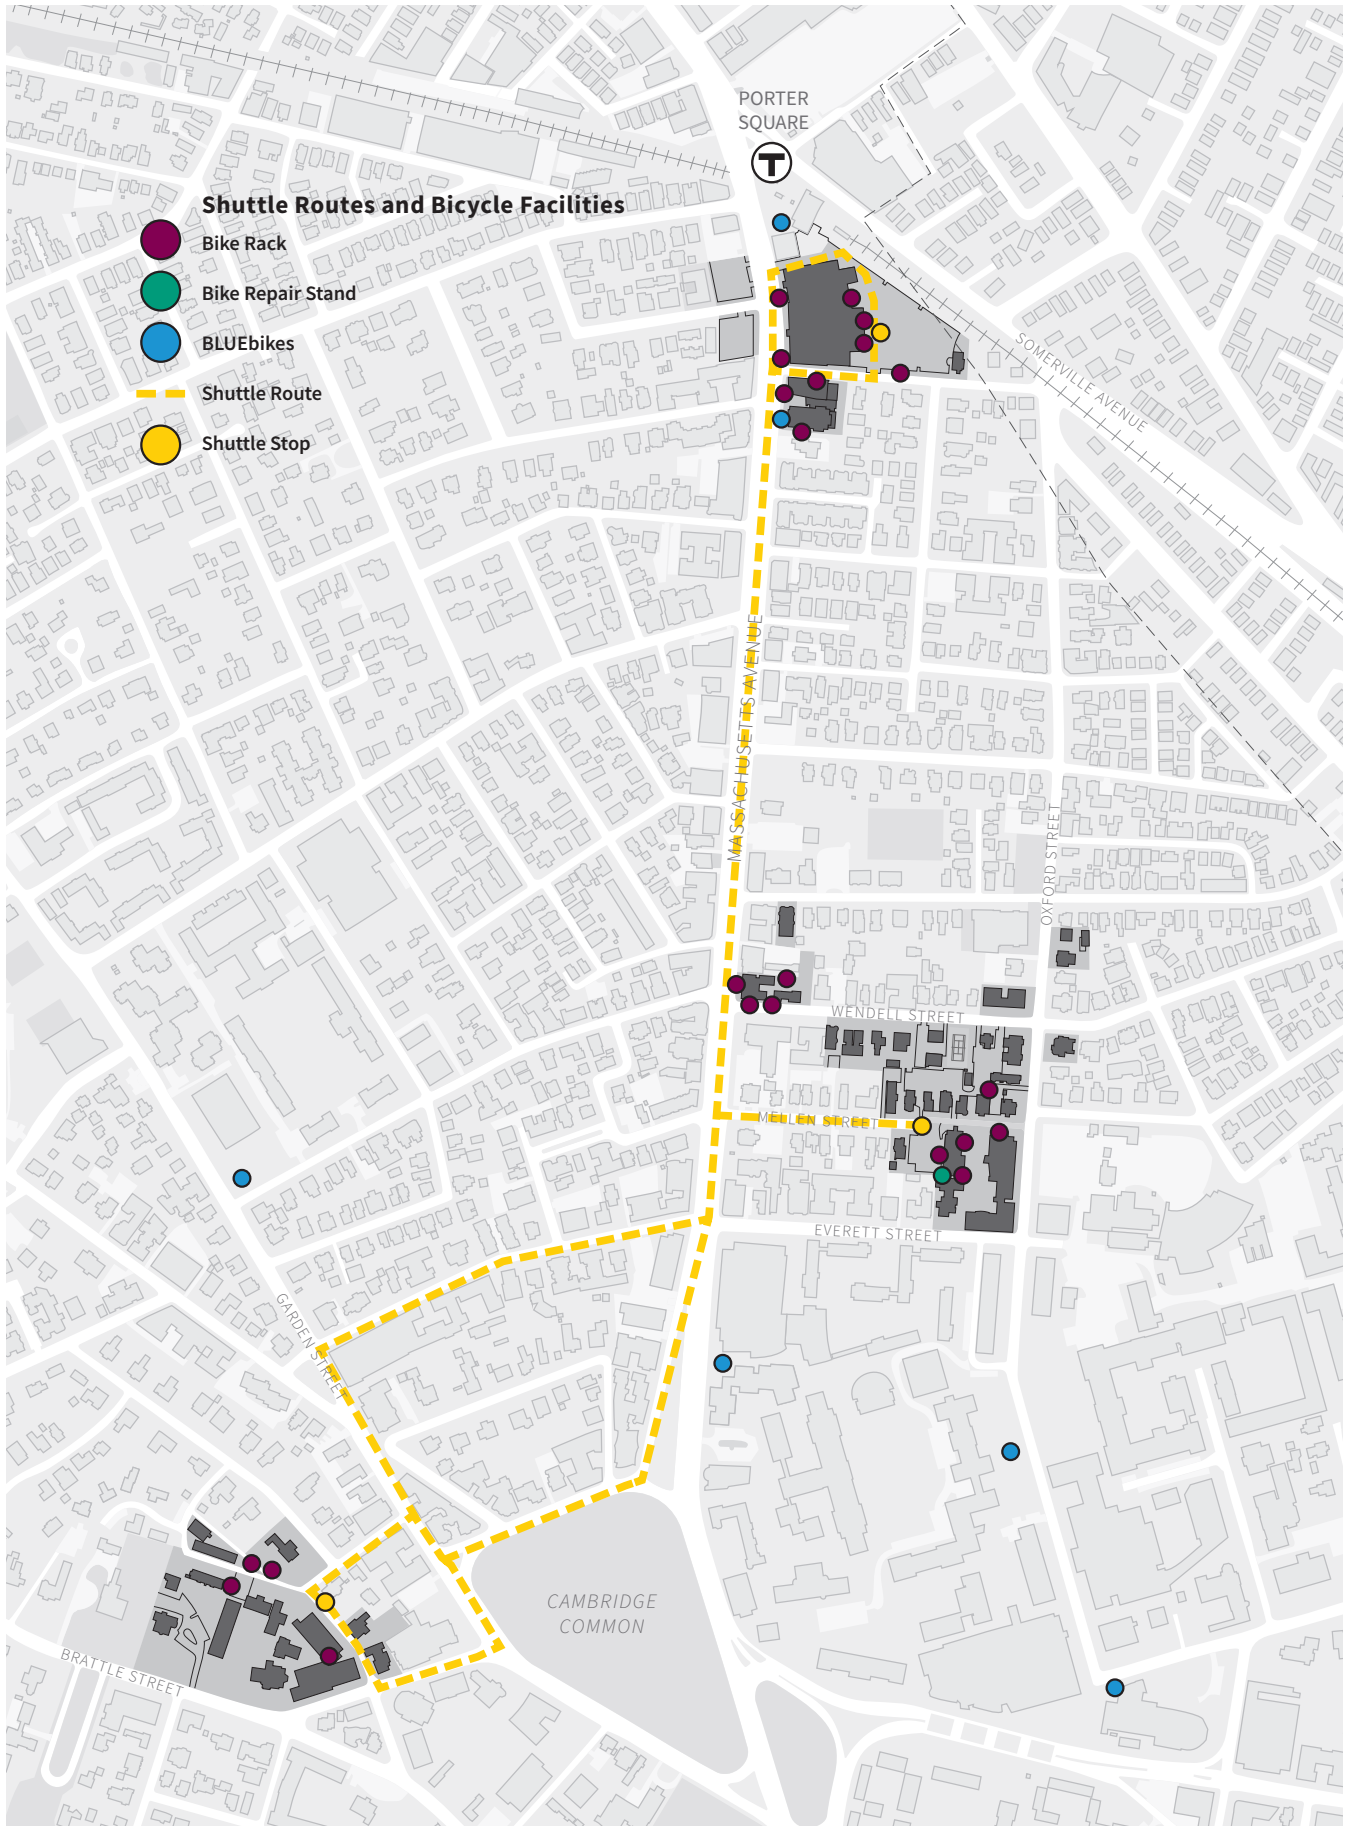 PORTER
SQUARE
T
Shuttle Routes and Bicycle Facilities
Bike Rack
Bike Repair Stand
BLUEbikes
Shuttle Route
Shuttle Stop
SOMERVILLE AVENUE
MASSACHUSETTS AVENUE
OXFORD STREET
WENDELL STREET
MELLEN STREET
EVERETT STREET
GARDEN STREET
CAMBRIDGE
COMMON
BRATTLE STREET